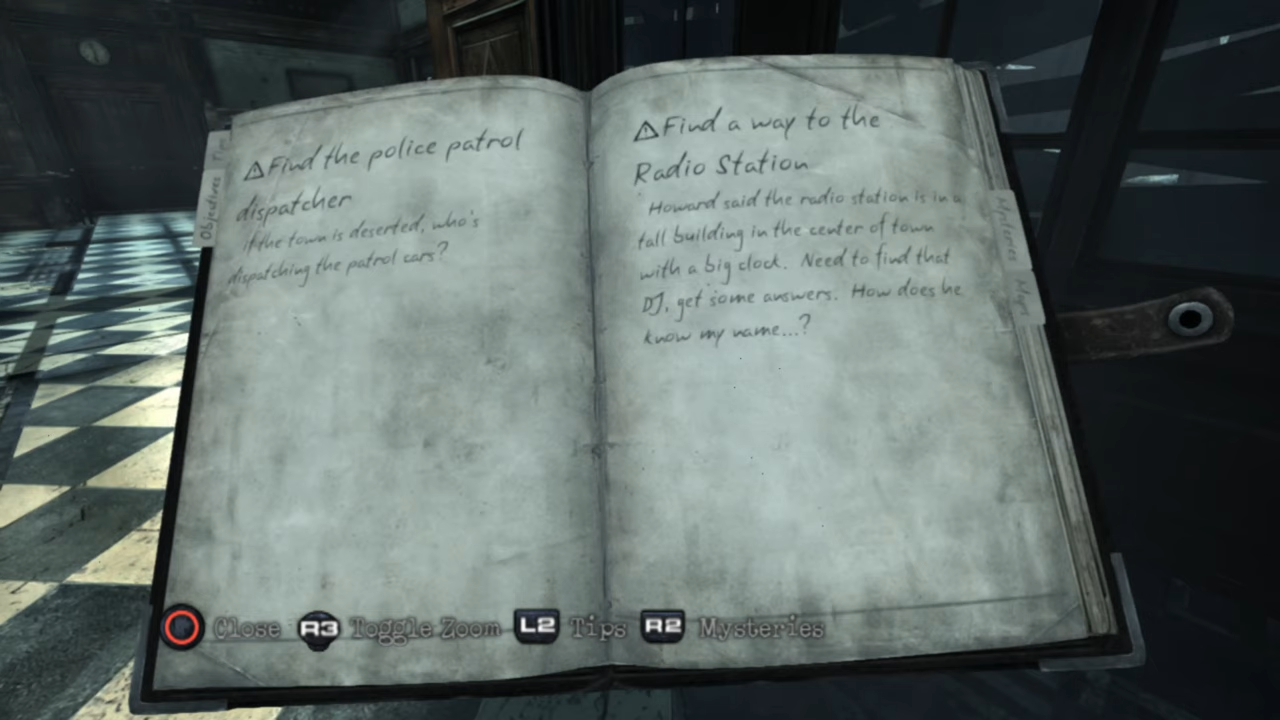 Objectives
Tips
⚠Find the police patrol
dispatcher
if the town is deserted, who's
dispatching the patrol cars?
⚠Find a way to the
Radio Station
Howard said the radio station is in a
tall building in the center of town
with a big clock. Need to find that
DJ, get some answers. How does he
know my name...?
Mysteries
Maps
Close R3 Toggle Zoom L2 Tips R2 Mysteries